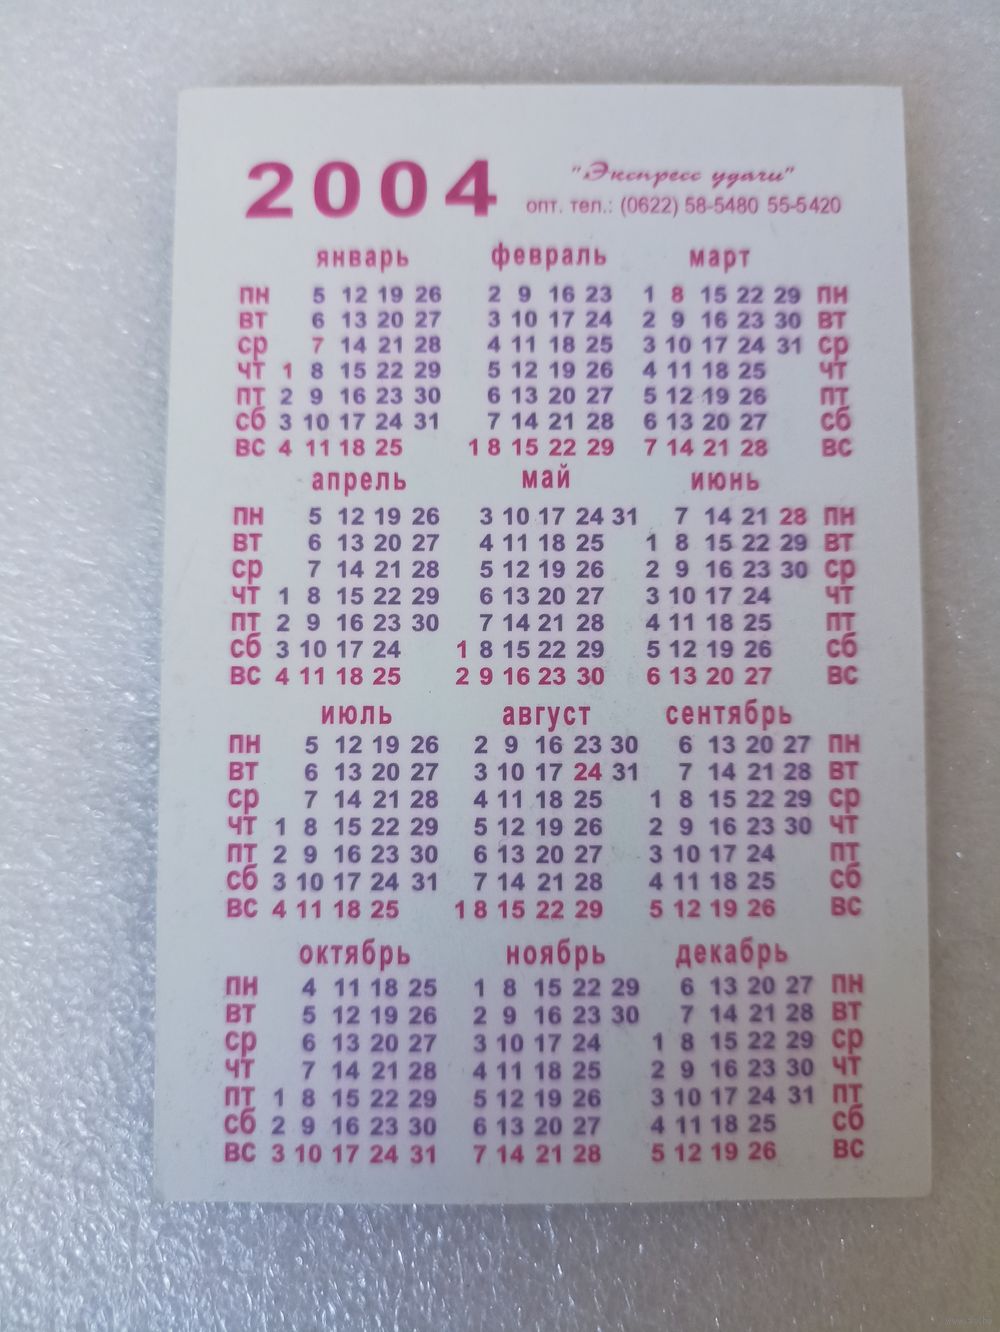 2004
"Экспресс удачи"
опт. тел.: (0622) 58-5480 55-5420
январь февраль март
пн 5 12 19 26 2 9 16 23 1 8 15 22 29 пн
вт 6 13 20 27 3 10 17 24 2 9 16 23 30 вт
ср 7 14 21 28 4 11 18 25 3 10 17 24 31 ср
чт 1 8 15 22 29 5 12 19 26 4 11 18 25 чт
пт 2 9 16 23 30 6 13 20 27 5 12 19 26 пт
сб 3 10 17 24 31 7 14 21 28 6 13 20 27 сб
вс 4 11 18 25 1 8 15 22 29 7 14 21 28 вс
апрель май июнь
пн 5 12 19 26 3 10 17 24 31 7 14 21 28 пн
вт 6 13 20 27 4 11 18 25 1 8 15 22 29 вт
ср 7 14 21 28 5 12 19 26 2 9 16 23 30 ср
чт 1 8 15 22 29 6 13 20 27 3 10 17 24 чт
пт 2 9 16 23 30 7 14 21 28 4 11 18 25 пт
сб 3 10 17 24 1 8 15 22 29 5 12 19 26 сб
вс 4 11 18 25 2 9 16 23 30 6 13 20 27 вс
июль август сентябрь
пн 5 12 19 26 2 9 16 23 30 6 13 20 27 пн
вт 6 13 20 27 3 10 17 24 31 7 14 21 28 вт
ср 7 14 21 28 4 11 18 25 1 8 15 22 29 ср
чт 1 8 15 22 29 5 12 19 26 2 9 16 23 30 чт
пт 2 9 16 23 30 6 13 20 27 3 10 17 24 пт
сб 3 10 17 24 31 7 14 21 28 4 11 18 25 сб
вс 4 11 18 25 1 8 15 22 29 5 12 19 26 вс
октябрь ноябрь декабрь
пн 4 11 18 25 1 8 15 22 29 6 13 20 27 пн
вт 5 12 19 26 2 9 16 23 30 7 14 21 28 вт
ср 6 13 20 27 3 10 17 24 1 8 15 22 29 ср
чт 7 14 21 28 4 11 18 25 2 9 16 23 30 чт
пт 1 8 15 22 29 5 12 19 26 3 10 17 24 31 пт
сб 2 9 16 23 30 6 13 20 27 4 11 18 25 сб
вс 3 10 17 24 31 7 14 21 28 5 12 19 26 вс